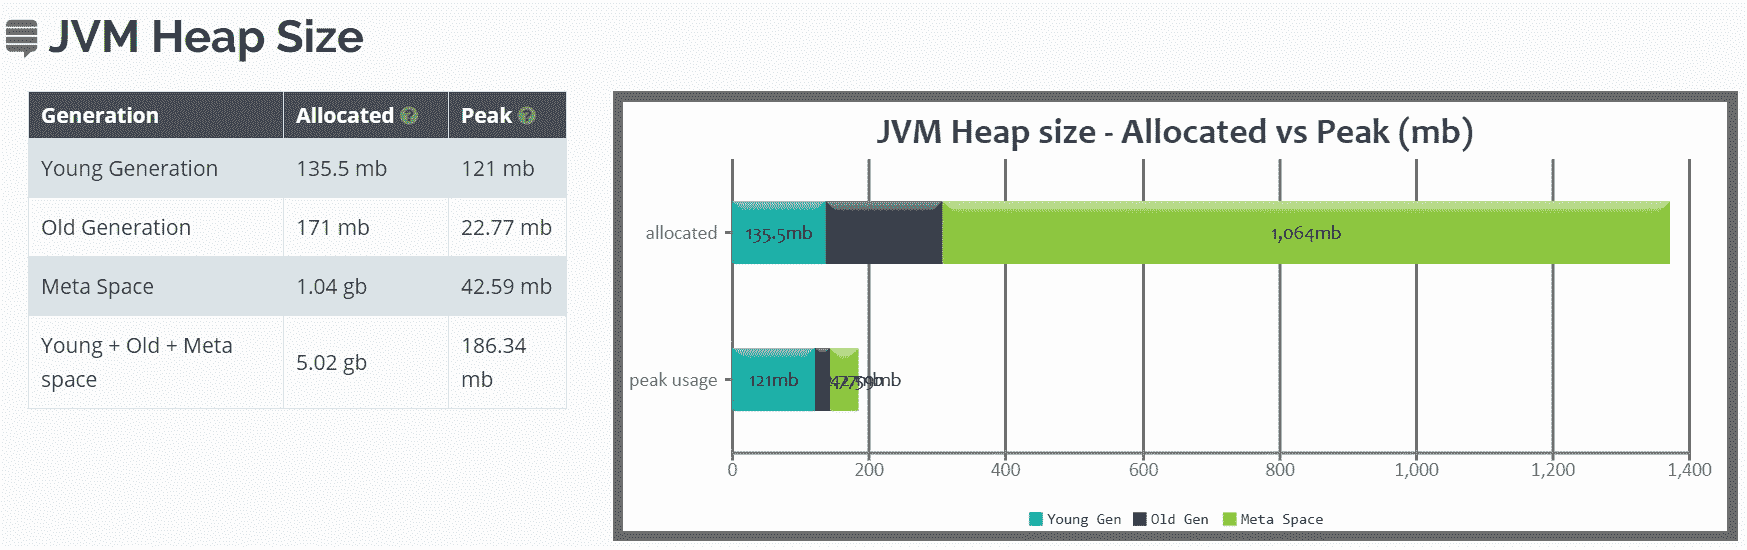 JVM Heap Size
Generation Allocated ? Peak ?
Young Generation 135.5 mb 121 mb
Old Generation 171 mb 22.77 mb
Meta Space 1.04 gb 42.59 mb
Young + Old + Meta space 5.02 gb 186.34 mb
JVM Heap size - Allocated vs Peak (mb)
allocated 135.5mb 1,064mb
peak usage 121mb
0 200 400 600 800 1,000 1,200 1,400
Young Gen Old Gen Meta Space